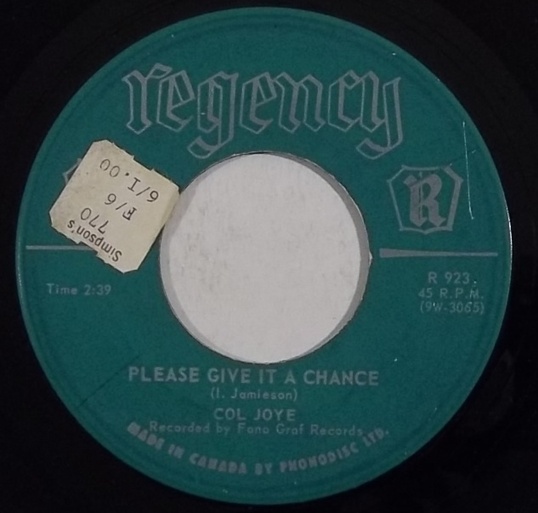 regency
R
Simpson's
770
F/6
6/1.00
Time 2:39
R 923
45 R.P.M.
(9W-3065)
PLEASE GIVE IT A CHANCE
(I. Jamieson)
COL JOYE
Recorded by Fono Graf Records
MADE IN CANADA BY PHONODISC LTD.